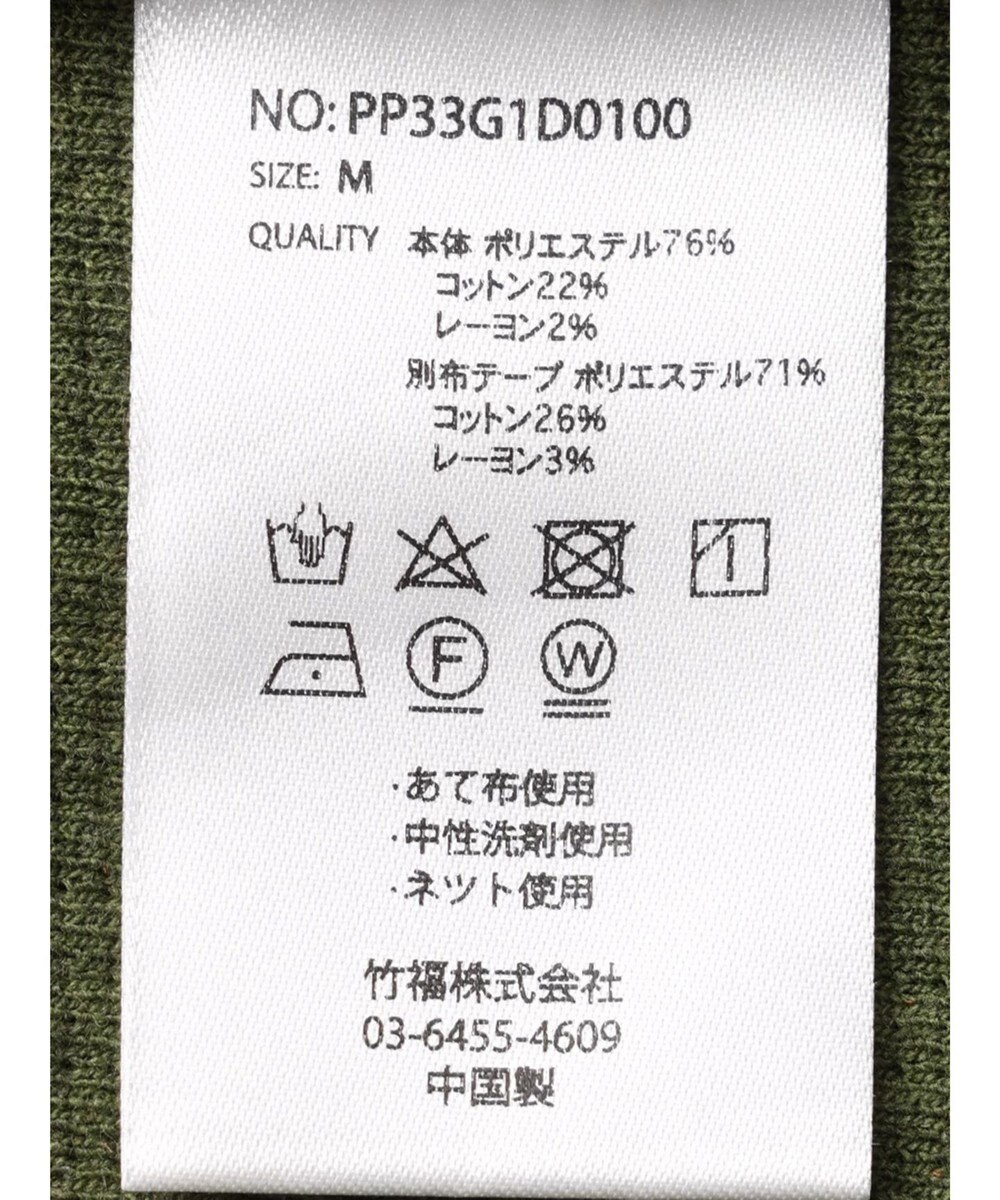 NO: PP33G1D0100
SIZE: M
QUALITY 本体 ポリエステル76%
コットン22%
レーヨン2%
別布テープ ポリエステル71%
コットン26%
レーヨン3%
F W
・あて布使用
・中性洗剤使用
・ネツト使用
竹福株式会社
03-6455-4609
中国製